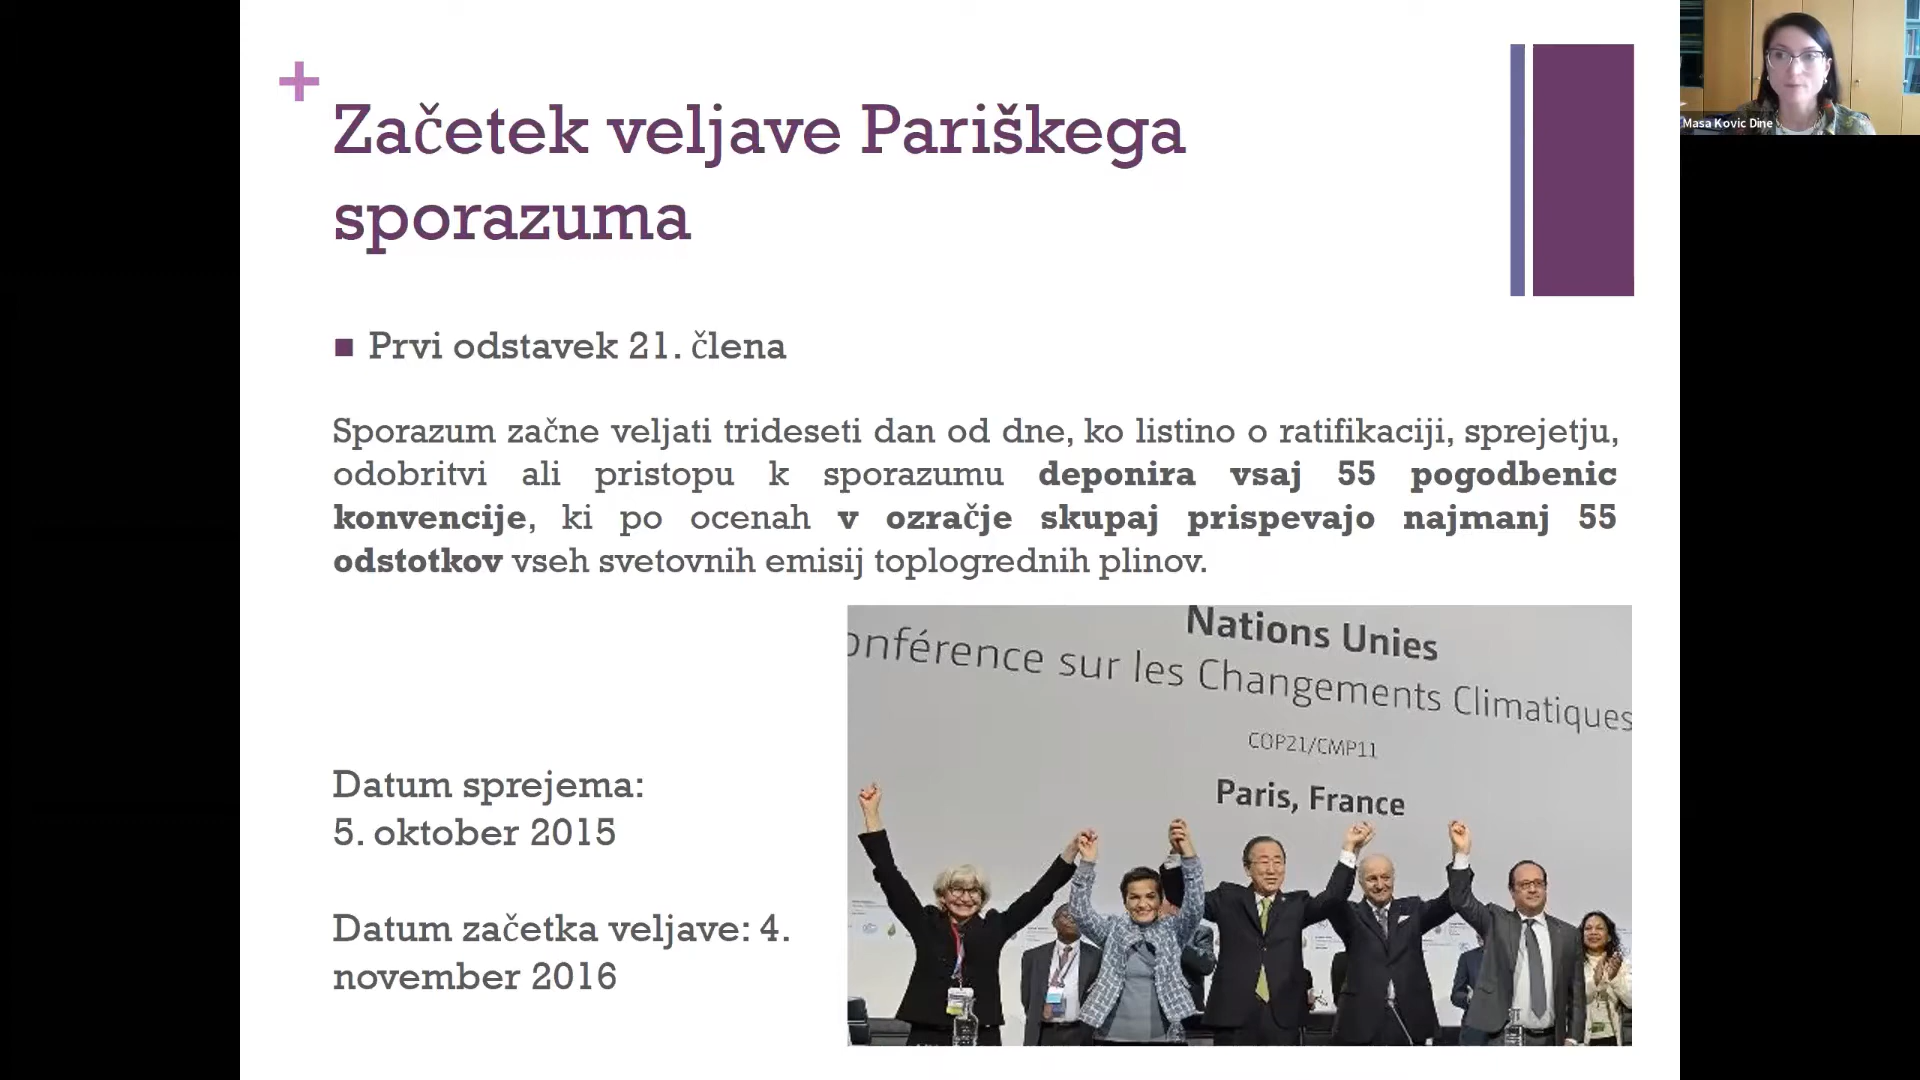 +
Začetek veljave Pariškega
sporazuma
Prvi odstavek 21. člena
Sporazum začne veljati trideseti dan od dne, ko listino o ratifikaciji, sprejetju,
odobritvi ali pristopu k sporazumu deponira vsaj 55 pogodbenic
konvencije, ki po ocenah v ozračje skupaj prispevajo najmanj 55
odstotkov vseh svetovnih emisij toplogrednih plinov.
Datum sprejema:
5. oktober 2015
Datum začetka veljave: 4.
november 2016
Nations Unies
onférence sur les Changements Climatiques
COP21/CMP11
Paris, France
Masa Kovic Dine